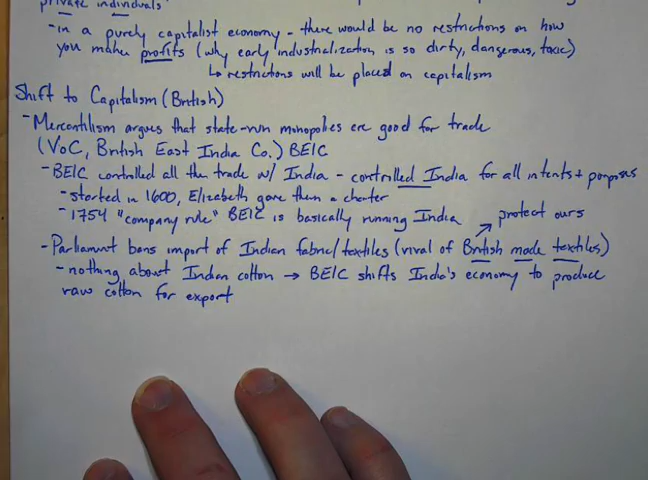 private individuals
- in a purely capitalist economy - there would be no restrictions on how
you make profits (why early industrialization is so dirty, dangerous, toxic)
↳ restrictions will be placed on capitalism
Shift to Capitalism (British)
- Mercantilism argues that state-run monopolies are good for trade
(VoC, British East India Co.) BEIC
- BEIC controlled all the trade w/ India - controlled India for all intents + purposes
- started in 1600, Elizabeth gave them a charter
- 1754 "company rule" BEIC is basically running India
↗ protect ours
- Parliament bans import of Indian fabric/textiles (rival of British made textiles)
- nothing about Indian cotton → BEIC shifts India's economy to produce
raw cotton for export